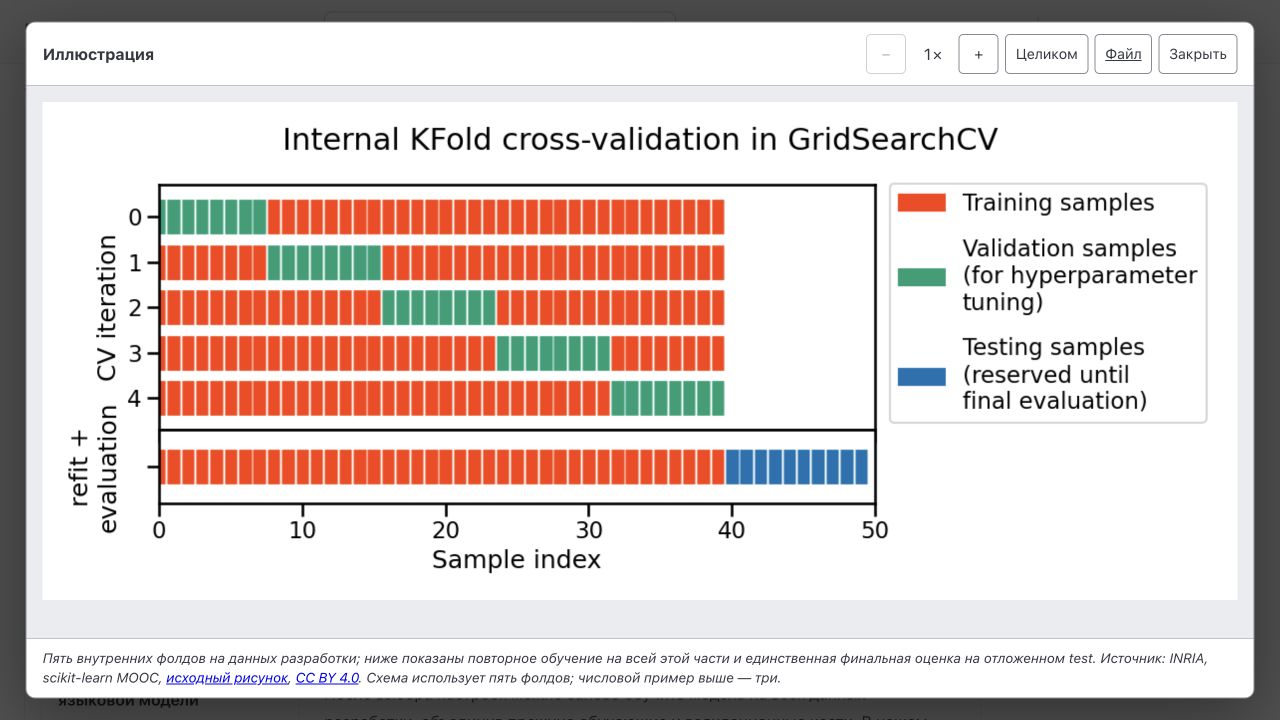 Иллюстрация
− 1× + Целиком Файл Закрыть
Internal KFold cross-validation in GridSearchCV
CV iteration
0
1
2
3
4
refit +
evaluation
0 10 20 30 40 50
Sample index
Training samples
Validation samples
(for hyperparameter
tuning)
Testing samples
(reserved until
final evaluation)
Пять внутренних фолдов на данных разработки; ниже показаны повторное обучение на всей этой части и единственная финальная оценка на отложенном test. Источник: INRIA,
scikit-learn MOOC, исходный рисунок, CC BY 4.0. Схема использует пять фолдов; числовой пример выше — три.
языковой модели